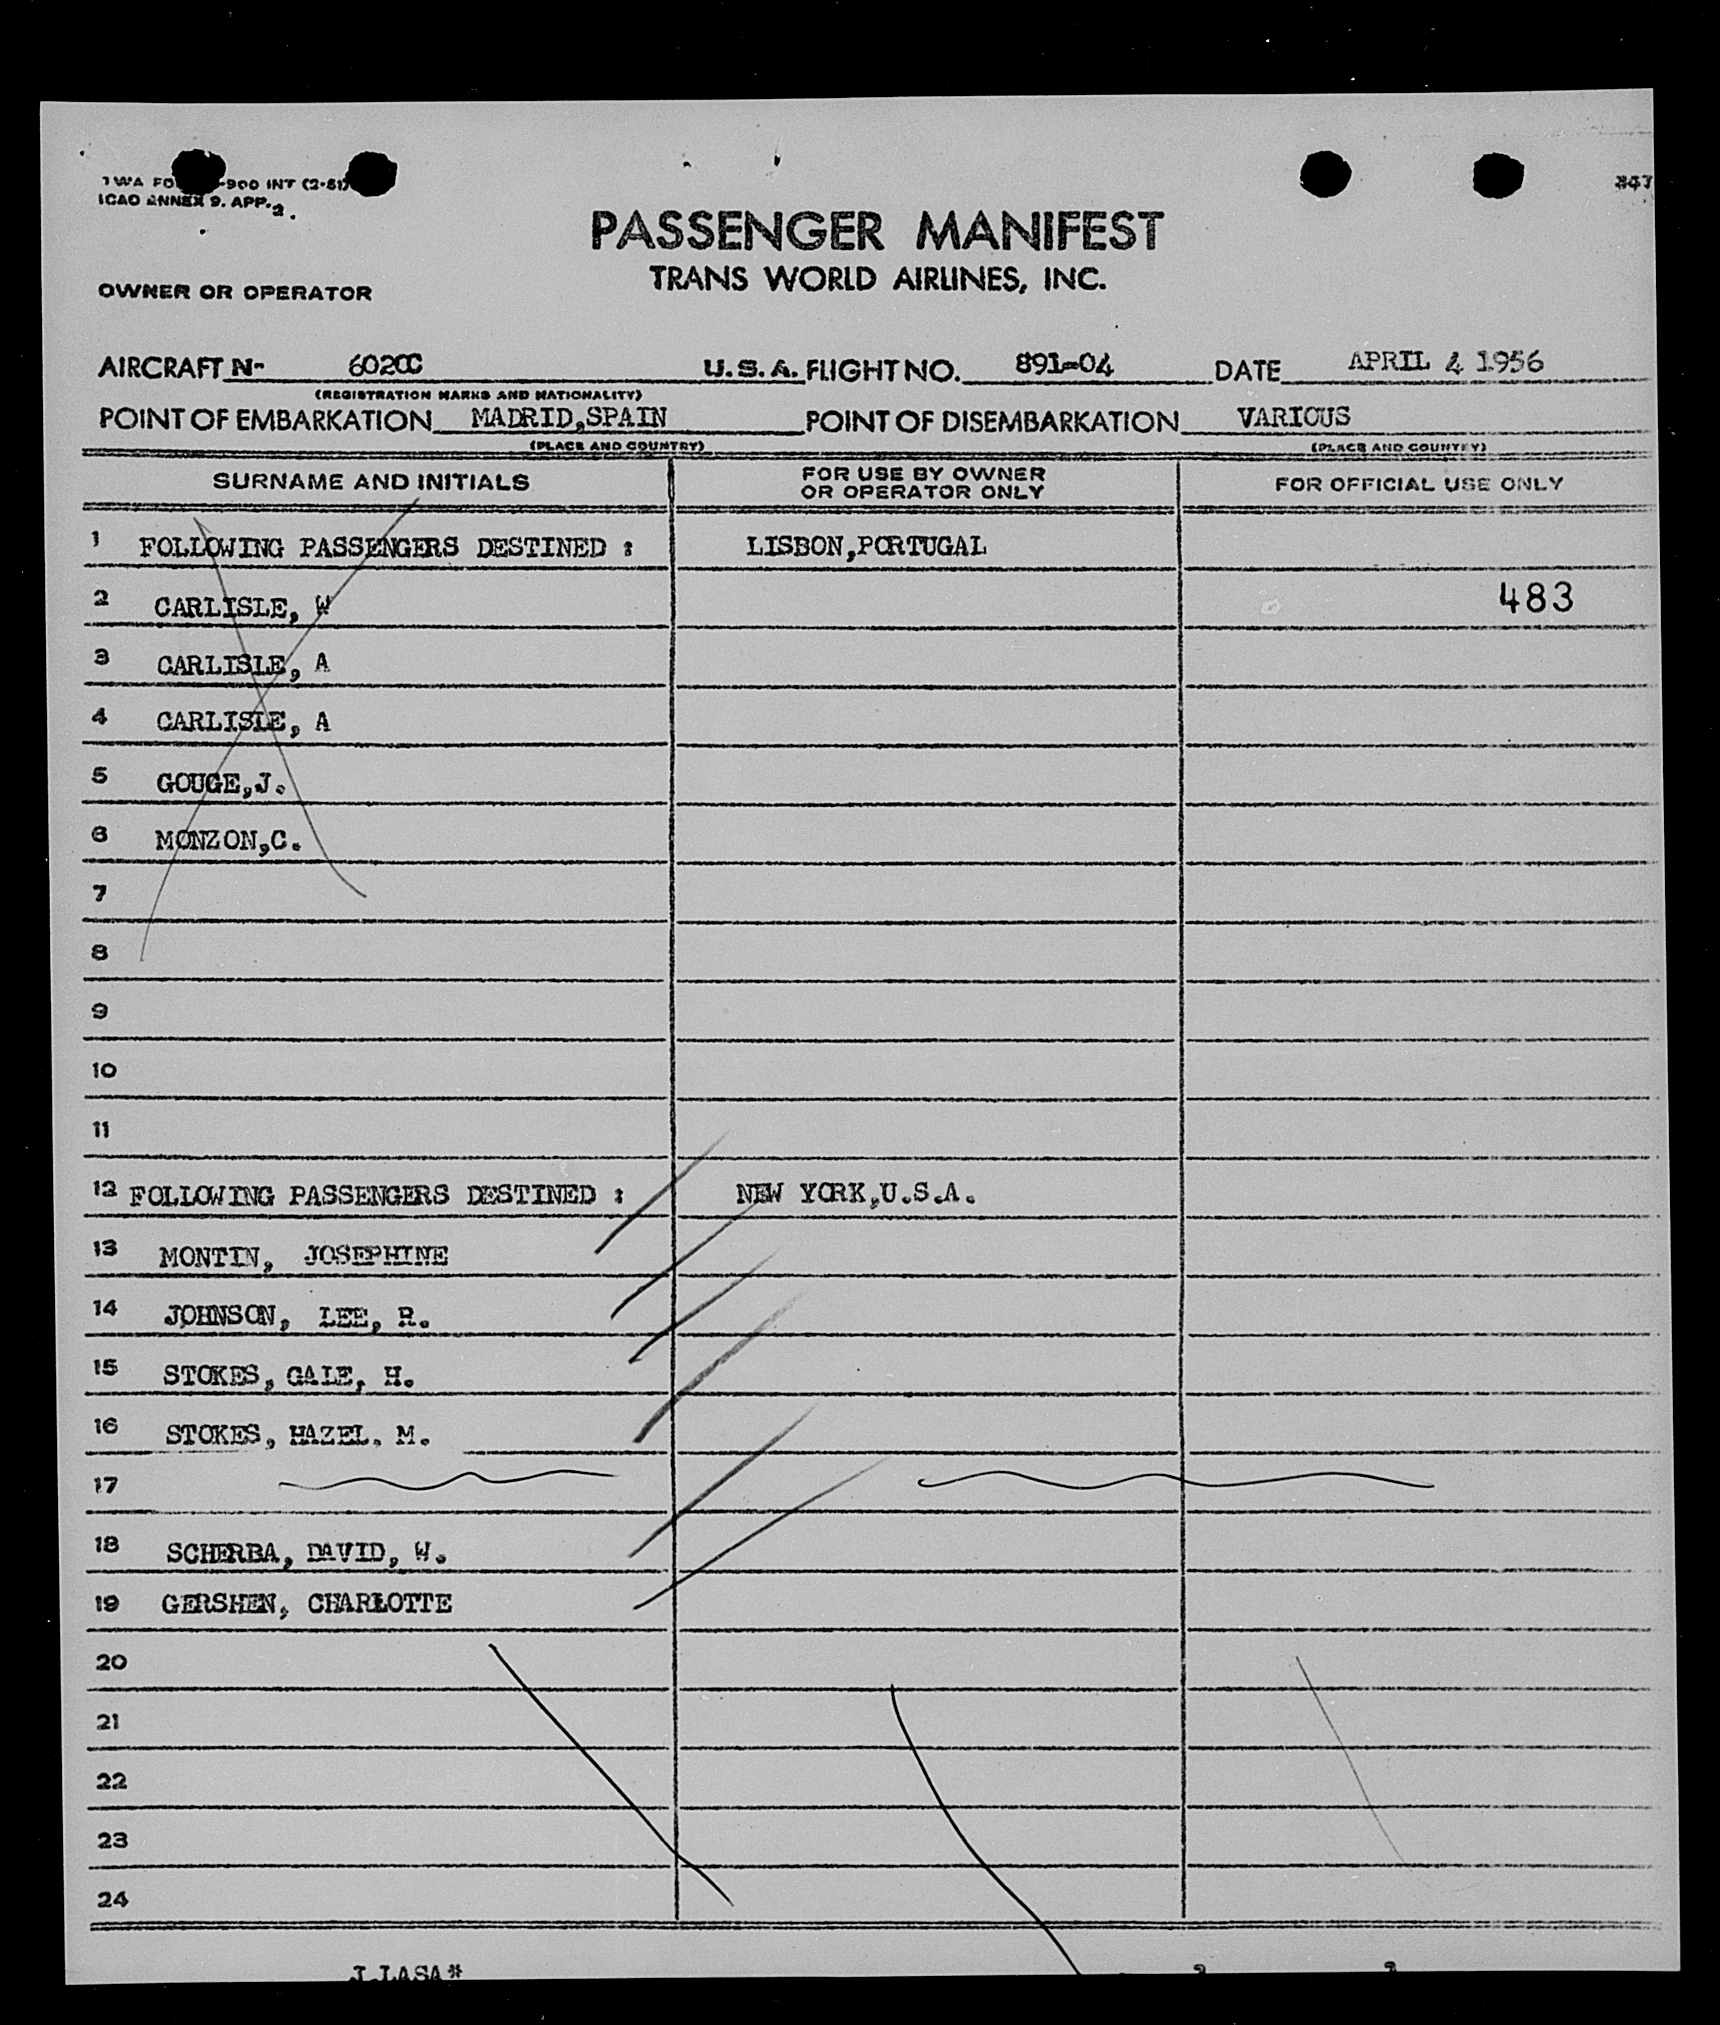 TWA FO -900 INT (2-51)
ICAO ANNEX 9. APP. 2.
347
PASSENGER MANIFEST
TRANS WORLD AIRLINES, INC.
OWNER OR OPERATOR
AIRCRAFT N- 6020C U.S.A. FLIGHT NO. 891-04 DATE APRIL 4 1956
(REGISTRATION MARKS AND NATIONALITY)
POINT OF EMBARKATION MADRID,SPAIN POINT OF DISEMBARKATION VARIOUS
(PLACE AND COUNTRY) (PLACE AND COUNTRY)
SURNAME AND INITIALS FOR USE BY OWNER OR OPERATOR ONLY FOR OFFICIAL USE ONLY
1 FOLLOWING PASSENGERS DESTINED : LISBON,PORTUGAL
2 CARLISLE, W 483
3 CARLISLE, A
4 CARLISLE, A
5 GOUGE,J.
6 MONZON,C.
7
8
9
10
11
12 FOLLOWING PASSENGERS DESTINED : NEW YORK,U.S.A.
13 MONTIN, JOSEPHINE
14 JOHNSON, LEE, R.
15 STOKES, GALE, H.
16 STOKES, HAZEL. M.
17
18 SCHERBA, DAVID, W.
19 GERSHEN, CHARLOTTE
20
21
22
23
24
J.LASA*